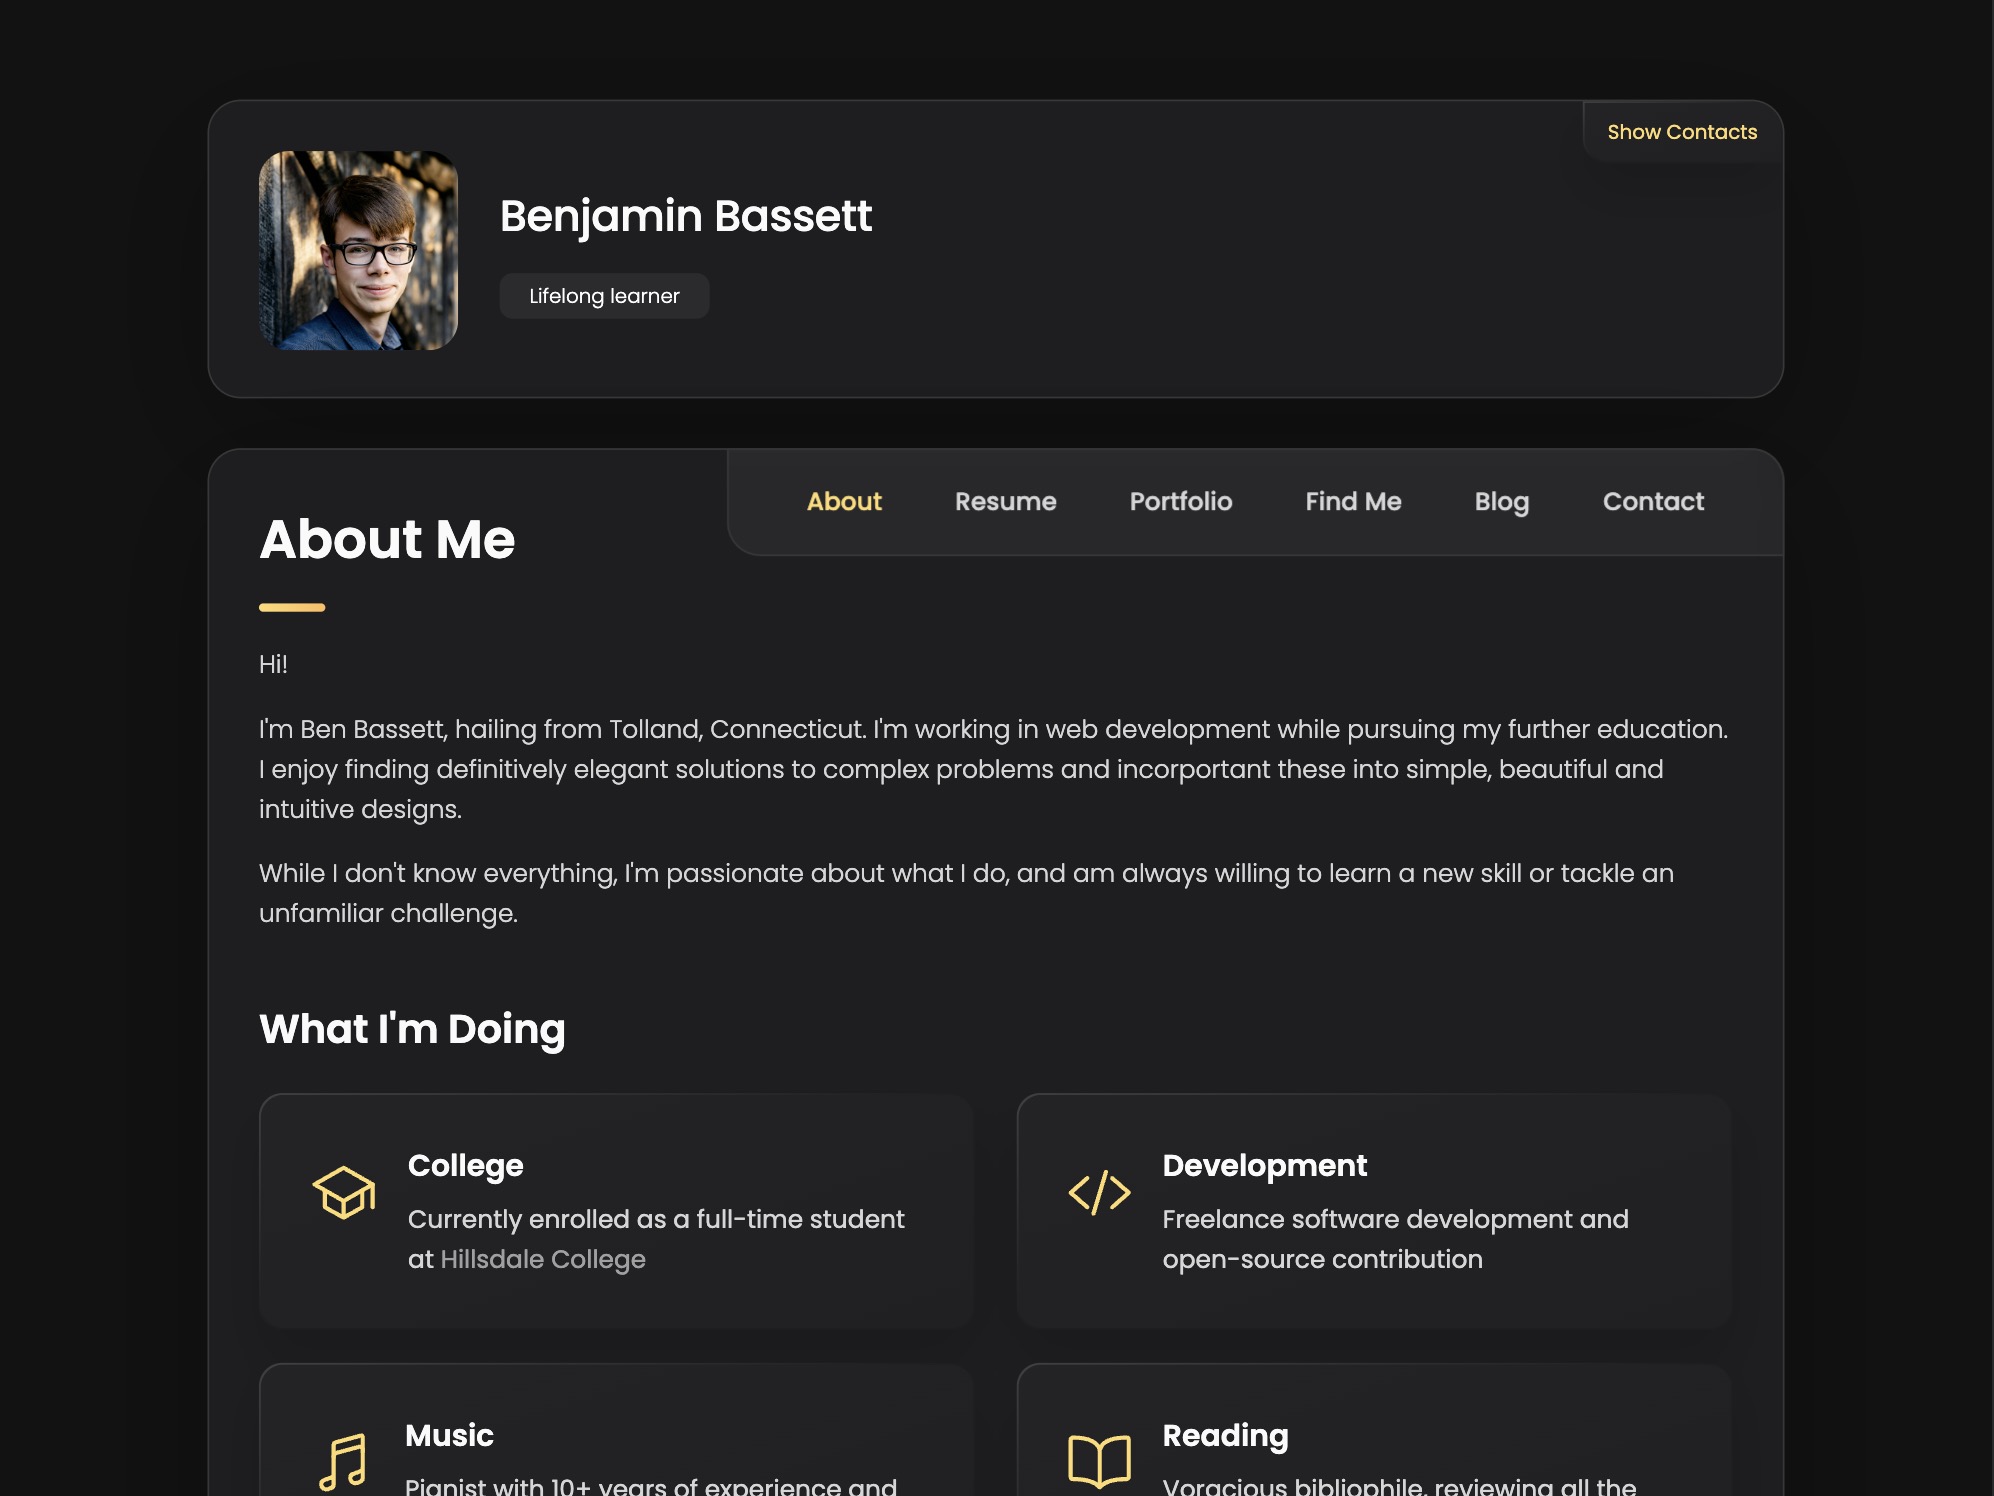 Show Contacts
Benjamin Bassett
Lifelong learner
About Resume Portfolio Find Me Blog Contact
About Me
Hi!
I'm Ben Bassett, hailing from Tolland, Connecticut. I'm working in web development while pursuing my further education.
I enjoy finding definitively elegant solutions to complex problems and incorportant these into simple, beautiful and
intuitive designs.
While I don't know everything, I'm passionate about what I do, and am always willing to learn a new skill or tackle an
unfamiliar challenge.
What I'm Doing
College
Currently enrolled as a full-time student
at Hillsdale College
Development
Freelance software development and
open-source contribution
Music
Pianist with 10+ years of experience and
Reading
Voracious bibliophile, reviewing all the